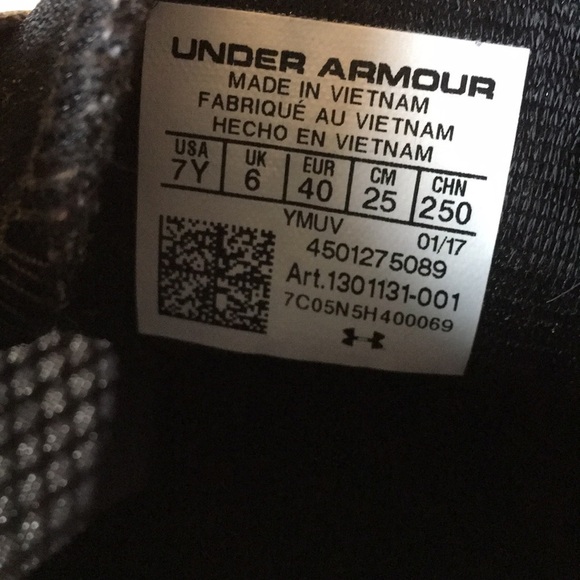 UNDER ARMOUR
MADE IN VIETNAM
FABRIQUÉ AU VIETNAM
HECHO EN VIETNAM
USA UK EUR CM CHN
7Y 6 40 25 250
YMUV 01/17
4501275089
Art.1301131-001
7C05N5H400069